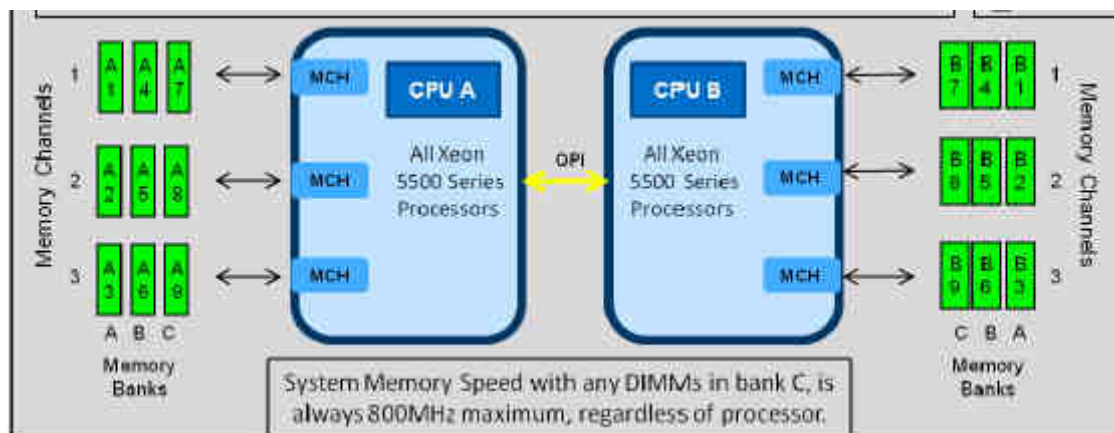 Memory Channels
1
A1 A4 A7
MCH
CPU A
CPU B
MCH
B7 B4 B1
1
Memory Channels
2
A2 A5 A8
MCH
All Xeon
5500 Series
Processors
QPI
All Xeon
5500 Series
Processors
MCH
B8 B5 B2
2
3
A3 A6 A9
MCH
MCH
B9 B6 B3
3
A B C
Memory
Banks
C B A
Memory
Banks
System Memory Speed with any DIMMs in bank C, is
always 800MHz maximum, regardless of processor.